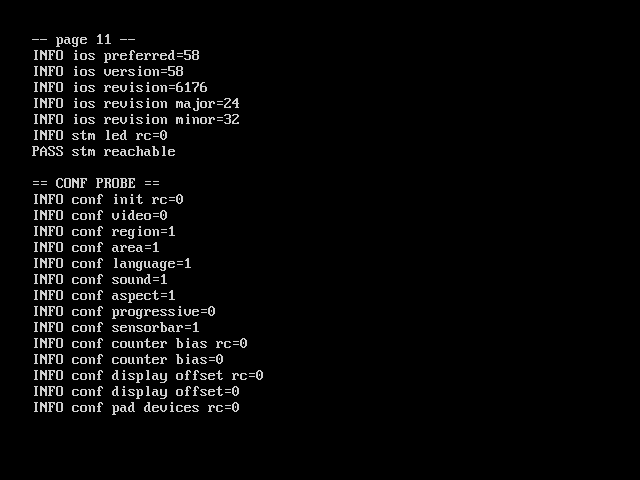 -- page 11 --
INFO ios preferred=58
INFO ios version=58
INFO ios revision=6176
INFO ios revision major=24
INFO ios revision minor=32
INFO stm led rc=0
PASS stm reachable
== CONF PROBE ==
INFO conf init rc=0
INFO conf video=0
INFO conf region=1
INFO conf area=1
INFO conf language=1
INFO conf sound=1
INFO conf aspect=1
INFO conf progressive=0
INFO conf sensorbar=1
INFO conf counter bias rc=0
INFO conf counter bias=0
INFO conf display offset rc=0
INFO conf display offset=0
INFO conf pad devices rc=0